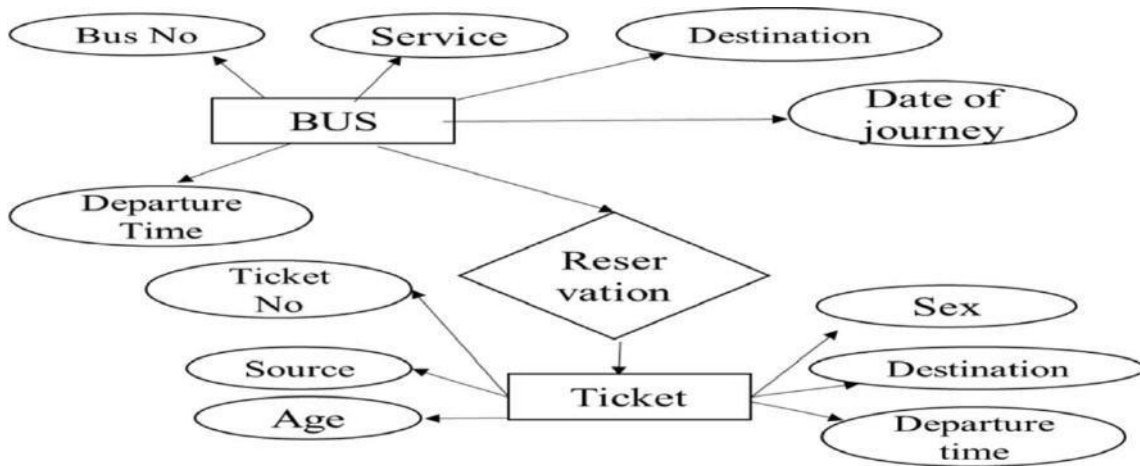 Bus No
Service
Destination
BUS
Date of
journey
Departure
Time
Reser
vation
Ticket
No
Sex
Source
Destination
Ticket
Age
Departure
time